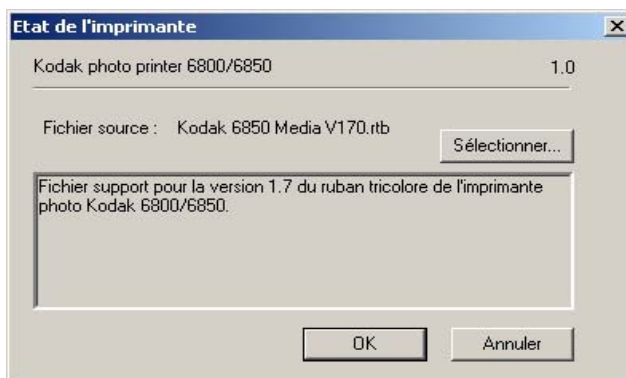 Etat de l'imprimante
Kodak photo printer 6800/6850 1.0
Fichier source : Kodak 6850 Media V170.rtb
Sélectionner...
Fichier support pour la version 1.7 du ruban tricolore de l'imprimante
photo Kodak 6800/6850.
OK Annuler